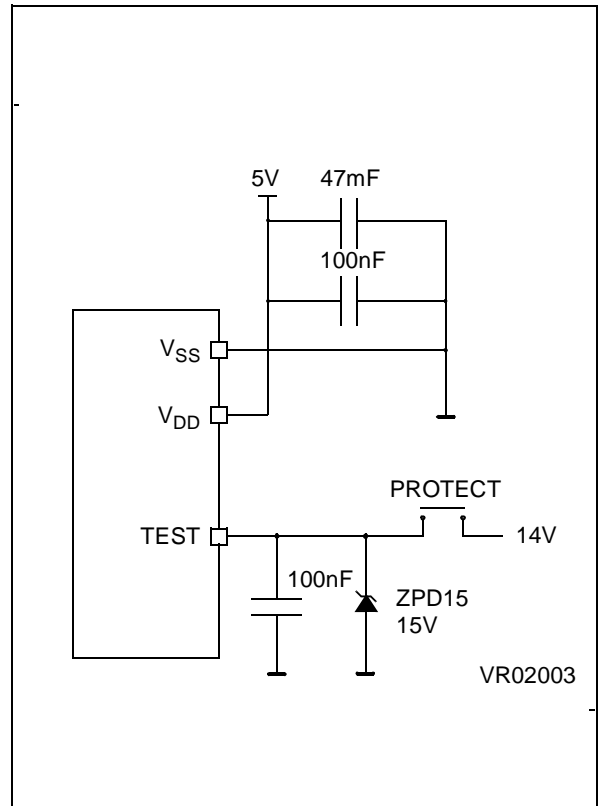 5V 47mF
100nF
VSS
VDD
PROTECT
TEST 14V
100nF ZPD15
15V
VR02003